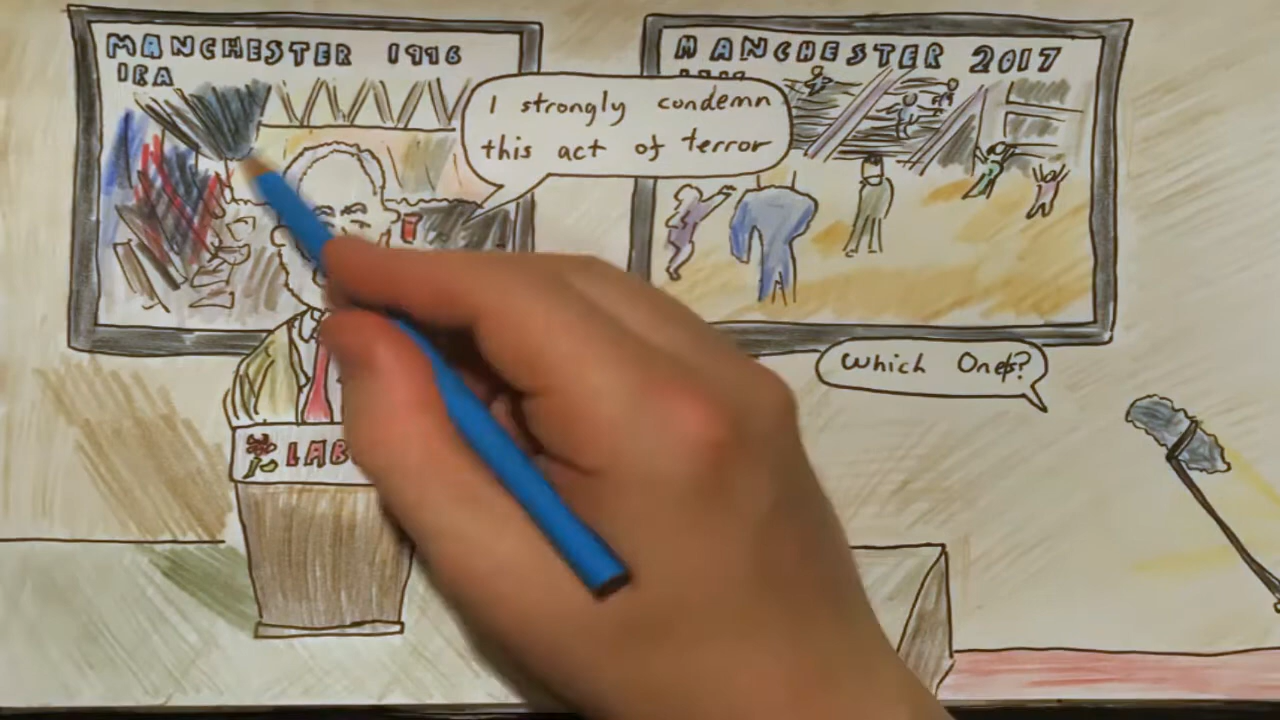 MANCHESTER 1996
IRA
MANCHESTER 2017
I strongly condemn
this act of terror
Which One?